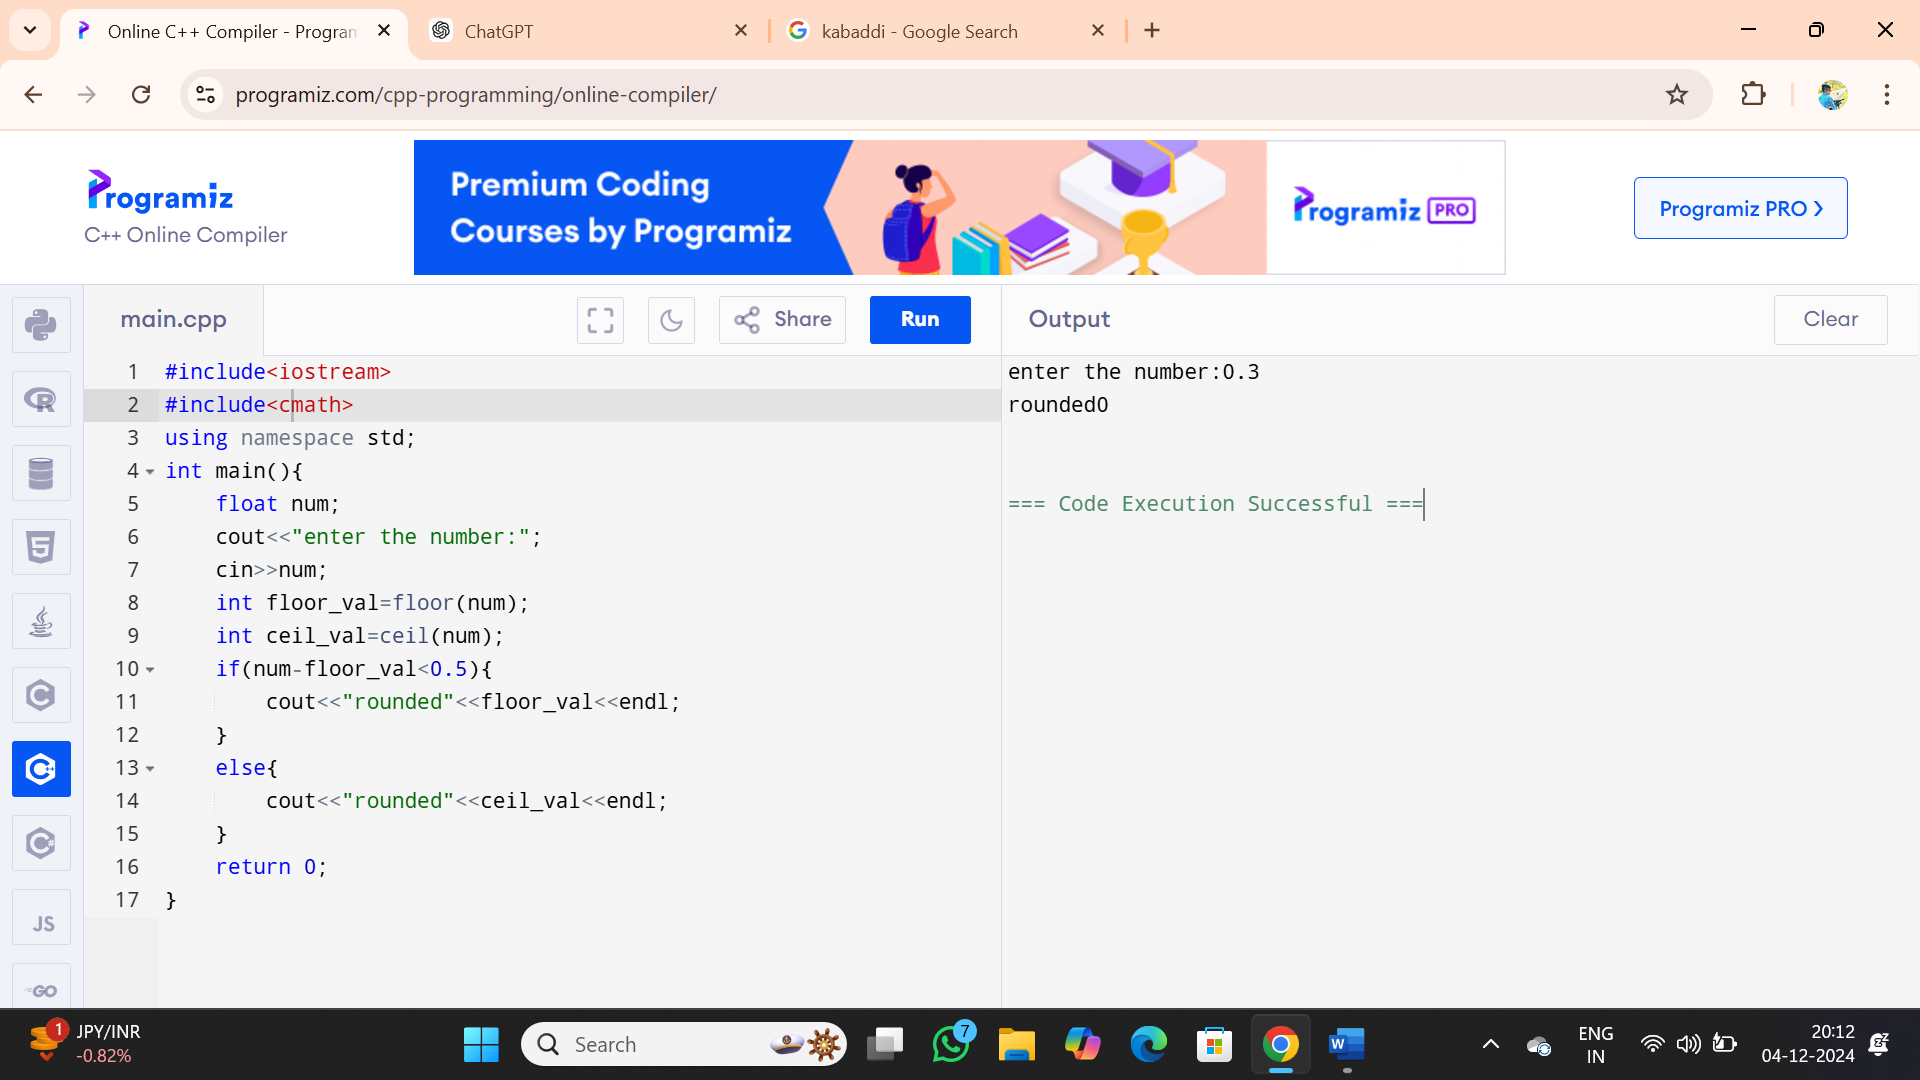 Online C++ Compiler - Program
ChatGPT
kabaddi - Google Search
programiz.com/cpp-programming/online-compiler/
Programiz
C++ Online Compiler
Premium Coding
Courses by Programiz
Programiz PRO
Programiz PRO ›
main.cpp
Share
Run
Output
Clear
1 #include<iostream>
2 #include<cmath>
3 using namespace std;
4 int main(){
5     float num;
6     cout<<"enter the number:";
7     cin>>num;
8     int floor_val=floor(num);
9     int ceil_val=ceil(num);
10     if(num-floor_val<0.5){
11         cout<<"rounded"<<floor_val<<endl;
12     }
13     else{
14         cout<<"rounded"<<ceil_val<<endl;
15     }
16     return 0;
17 }
enter the number:0.3
rounded0
=== Code Execution Successful ===
R
5
C
C++
C#
JS
GO
1
JPY/INR
-0.82%
Search
7
W
ENG
IN
20:12
04-12-2024